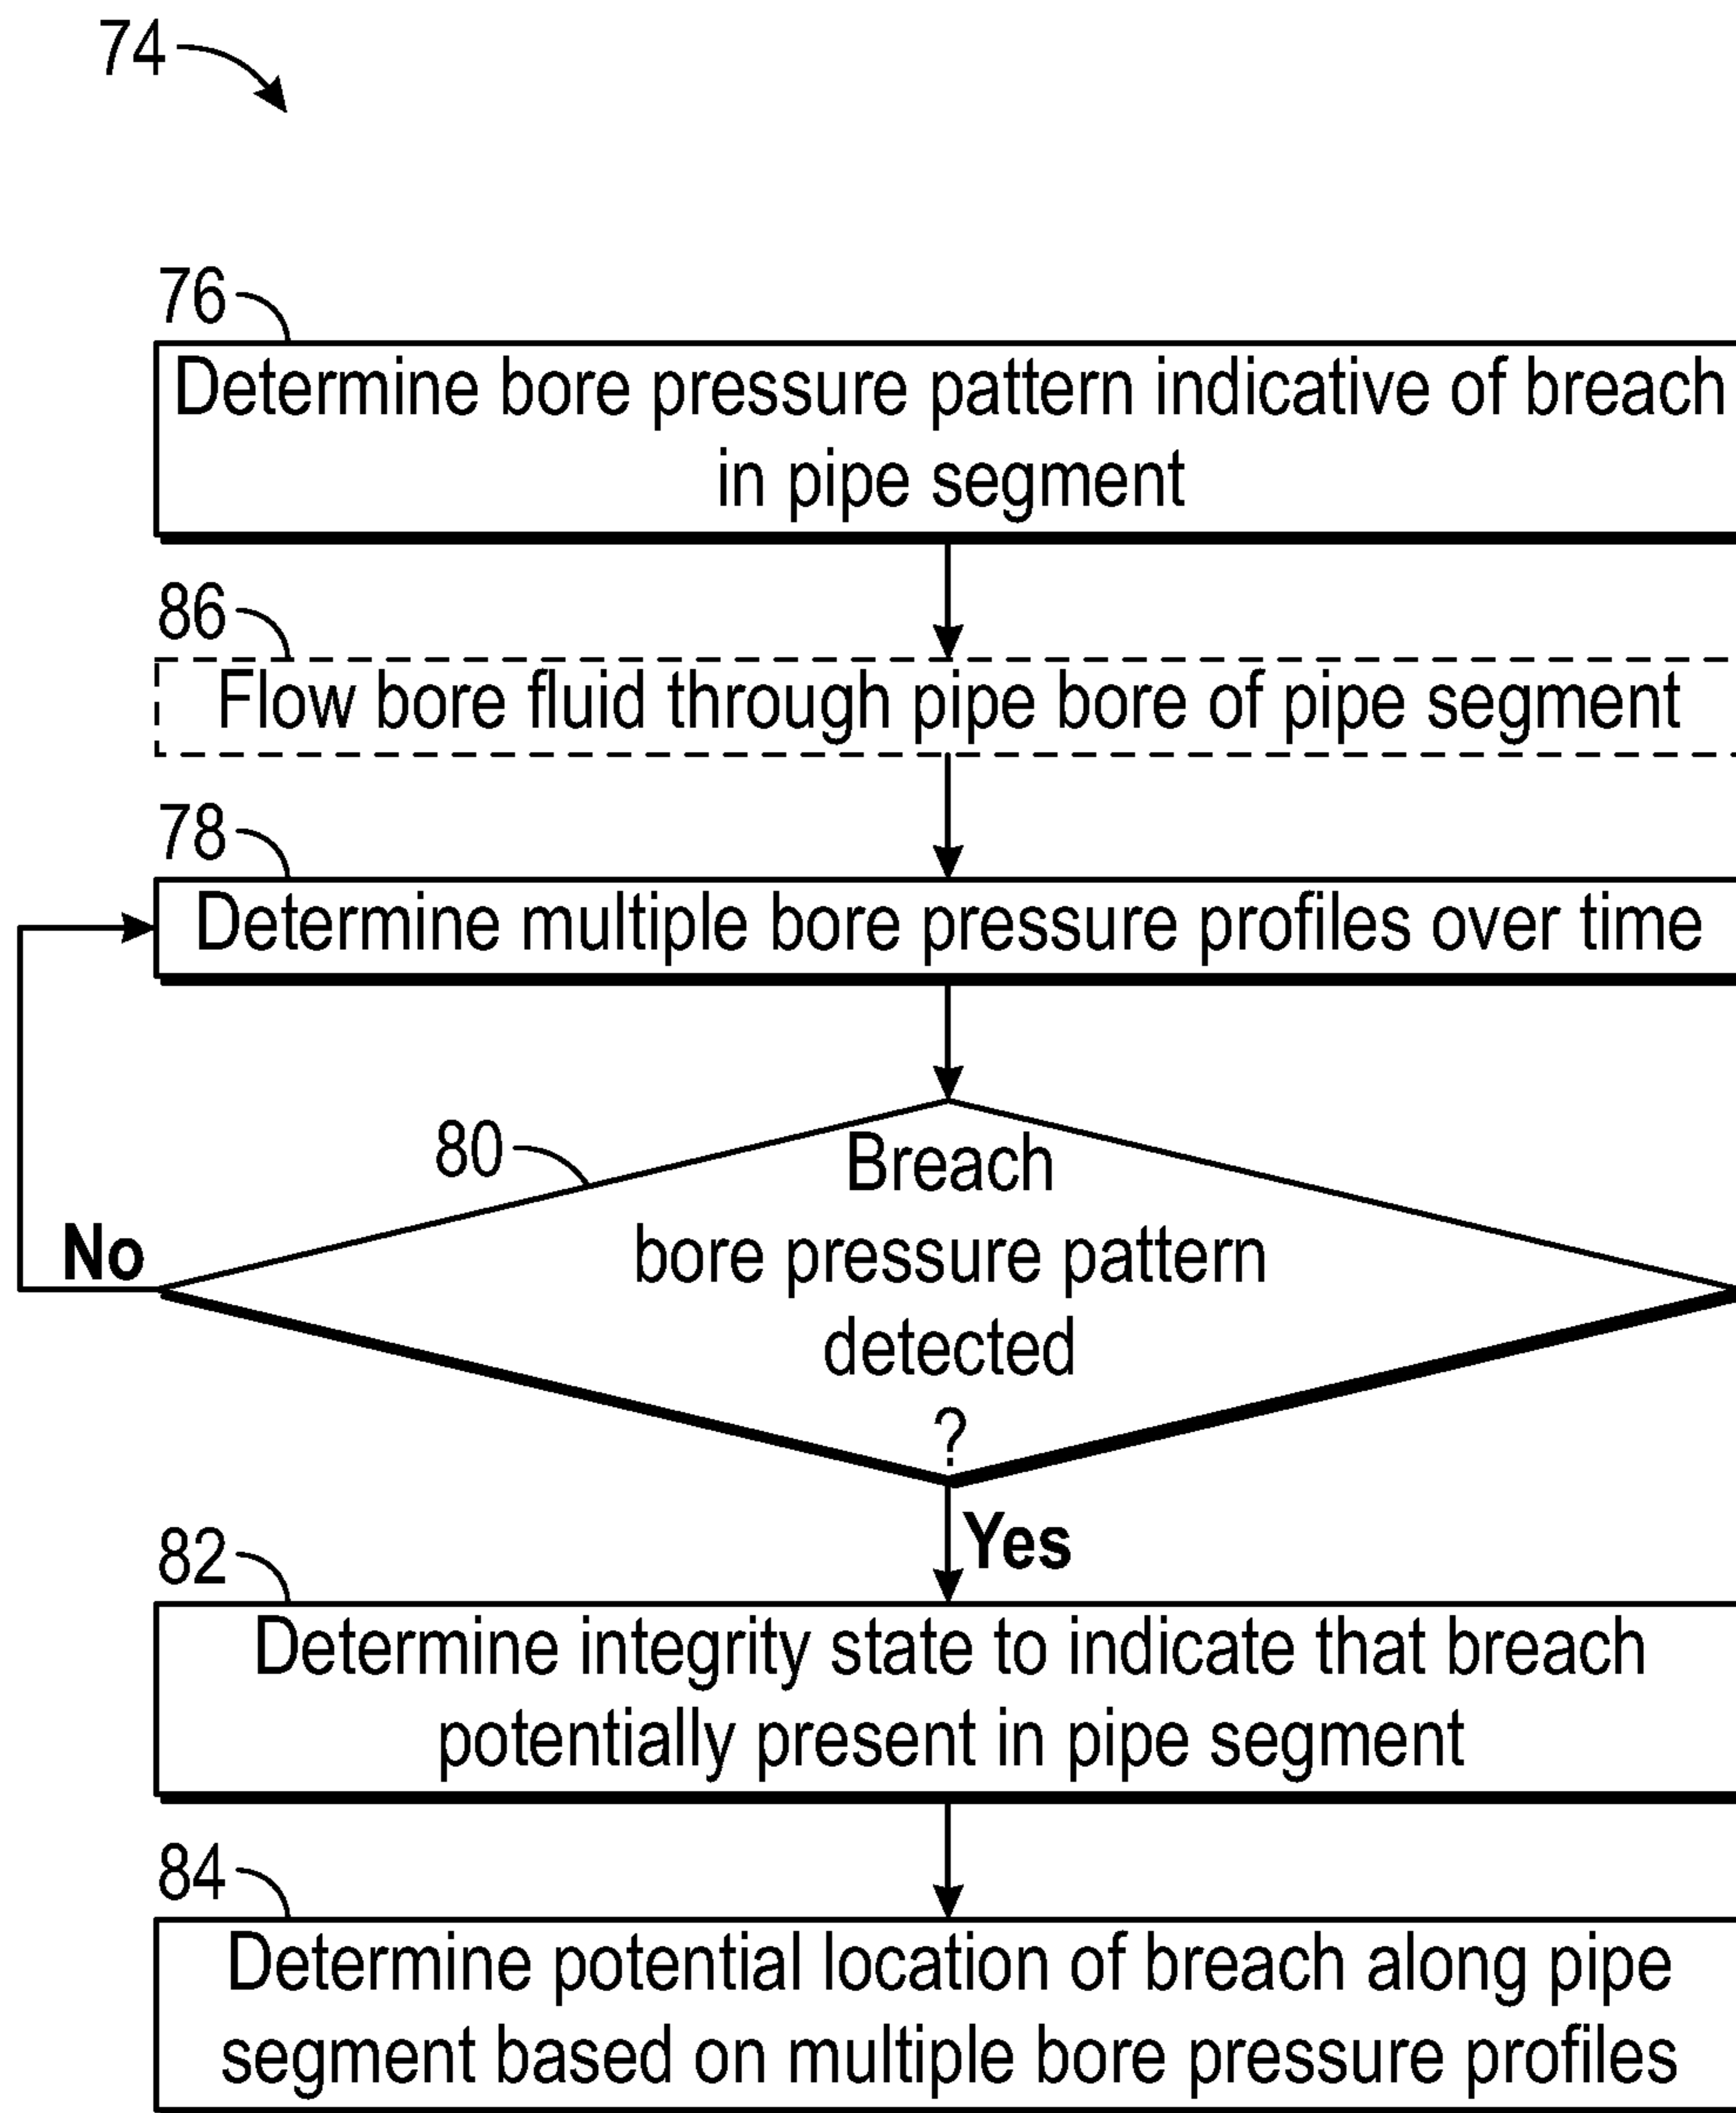 74
76
Determine bore pressure pattern indicative of breach
in pipe segment
86
Flow bore fluid through pipe bore of pipe segment
78
Determine multiple bore pressure profiles over time
80
Breach
bore pressure pattern
detected
?
No
Yes
82
Determine integrity state to indicate that breach
potentially present in pipe segment
84
Determine potential location of breach along pipe
segment based on multiple bore pressure profiles